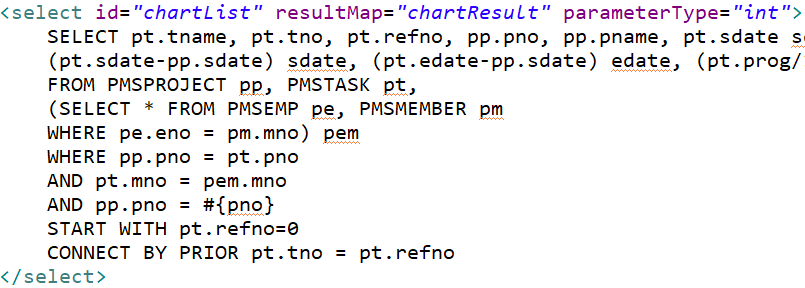 <select id="chartList" resultMap="chartResult" parameterType="int">
SELECT pt.tname, pt.tno, pt.refno, pp.pno, pp.pname, pt.sdate
(pt.sdate-pp.sdate) sdate, (pt.edate-pp.sdate) edate, (pt.prog/
FROM PMSPROJECT pp, PMSTASK pt,
(SELECT * FROM PMSEMP pe, PMSMEMBER pm
WHERE pe.eno = pm.mno) pem
WHERE pp.pno = pt.pno
AND pt.mno = pem.mno
AND pp.pno = #{pno}
START WITH pt.refno=0
CONNECT BY PRIOR pt.tno = pt.refno
</select>